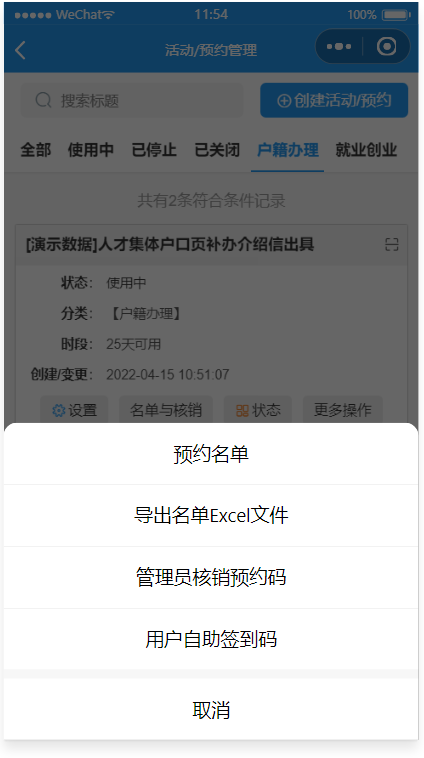 WeChat 11:54 100%
活动/预约管理
搜索标题 创建活动/预约
全部 使用中 已停止 已关闭 户籍办理 就业创业
共有2条符合条件记录
[演示数据]人才集体户口页补办介绍信出具
状态： 使用中
分类： 【户籍办理】
时段： 25天可用
创建/变更： 2022-04-15 10:51:07
设置 名单与核销 状态 更多操作
预约名单
导出名单Excel文件
管理员核销预约码
用户自助签到码
取消